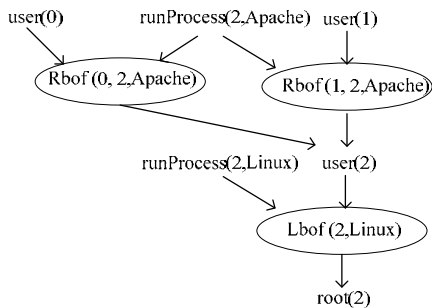 user(0) runProcess(2,Apache) user(1)
Rbof (0, 2,Apache) Rbof (1, 2,Apache)
runProcess(2,Linux) user(2)
Lbof (2,Linux)
root(2)